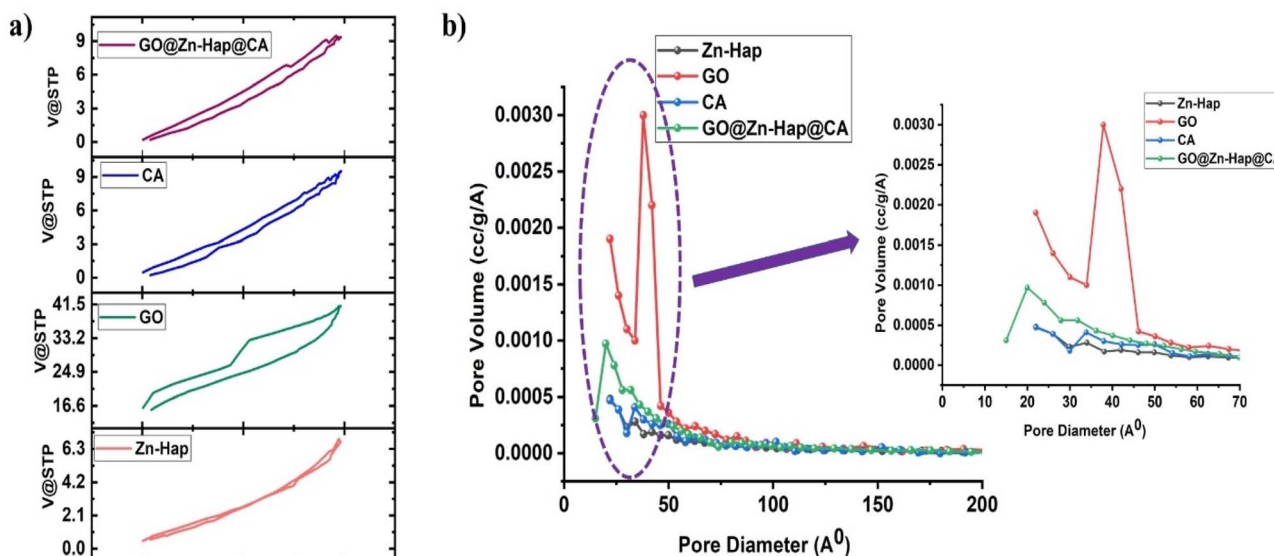 a)
GO@Zn-Hap@CA
V@STP
9
6
3
0
CA
V@STP
9
6
3
0
GO
V@STP
41.5
33.2
24.9
16.6
Zn-Hap
V@STP
6.3
4.2
2.1
0.0
b)
Zn-Hap
GO
CA
GO@Zn-Hap@CA
Pore Volume (cc/g/A)
0.0030
0.0025
0.0020
0.0015
0.0010
0.0005
0.0000
0 50 100 150 200
Pore Diameter (A⁰)
Zn-Hap
GO
CA
GO@Zn-Hap@CA
Pore Volume (cc/g/A)
0.0030
0.0025
0.0020
0.0015
0.0010
0.0005
0.0000
0 10 20 30 40 50 60 70
Pore Diameter (A⁰)